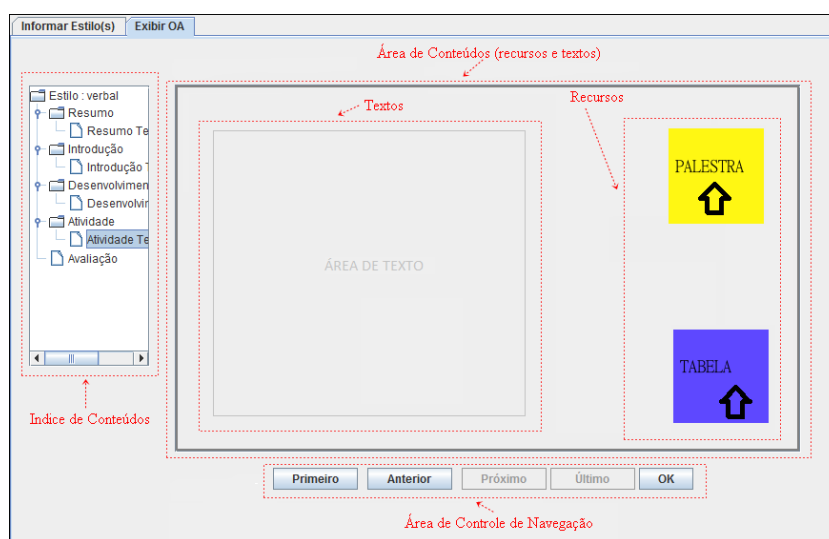 Informar Estilo(s)
Exibir OA
Área de Conteúdos (recursos e textos)
Estilo : verbal
Resumo
Resumo Te
Introdução
Introdução T
Desenvolvimen
Desenvolvir
Atividade
Atividade Te
Avaliação
Indice de Conteúdos
Textos
ÁREA DE TEXTO
Recursos
PALESTRA
TABELA
Primeiro
Anterior
Próximo
Último
OK
Área de Controle de Navegação